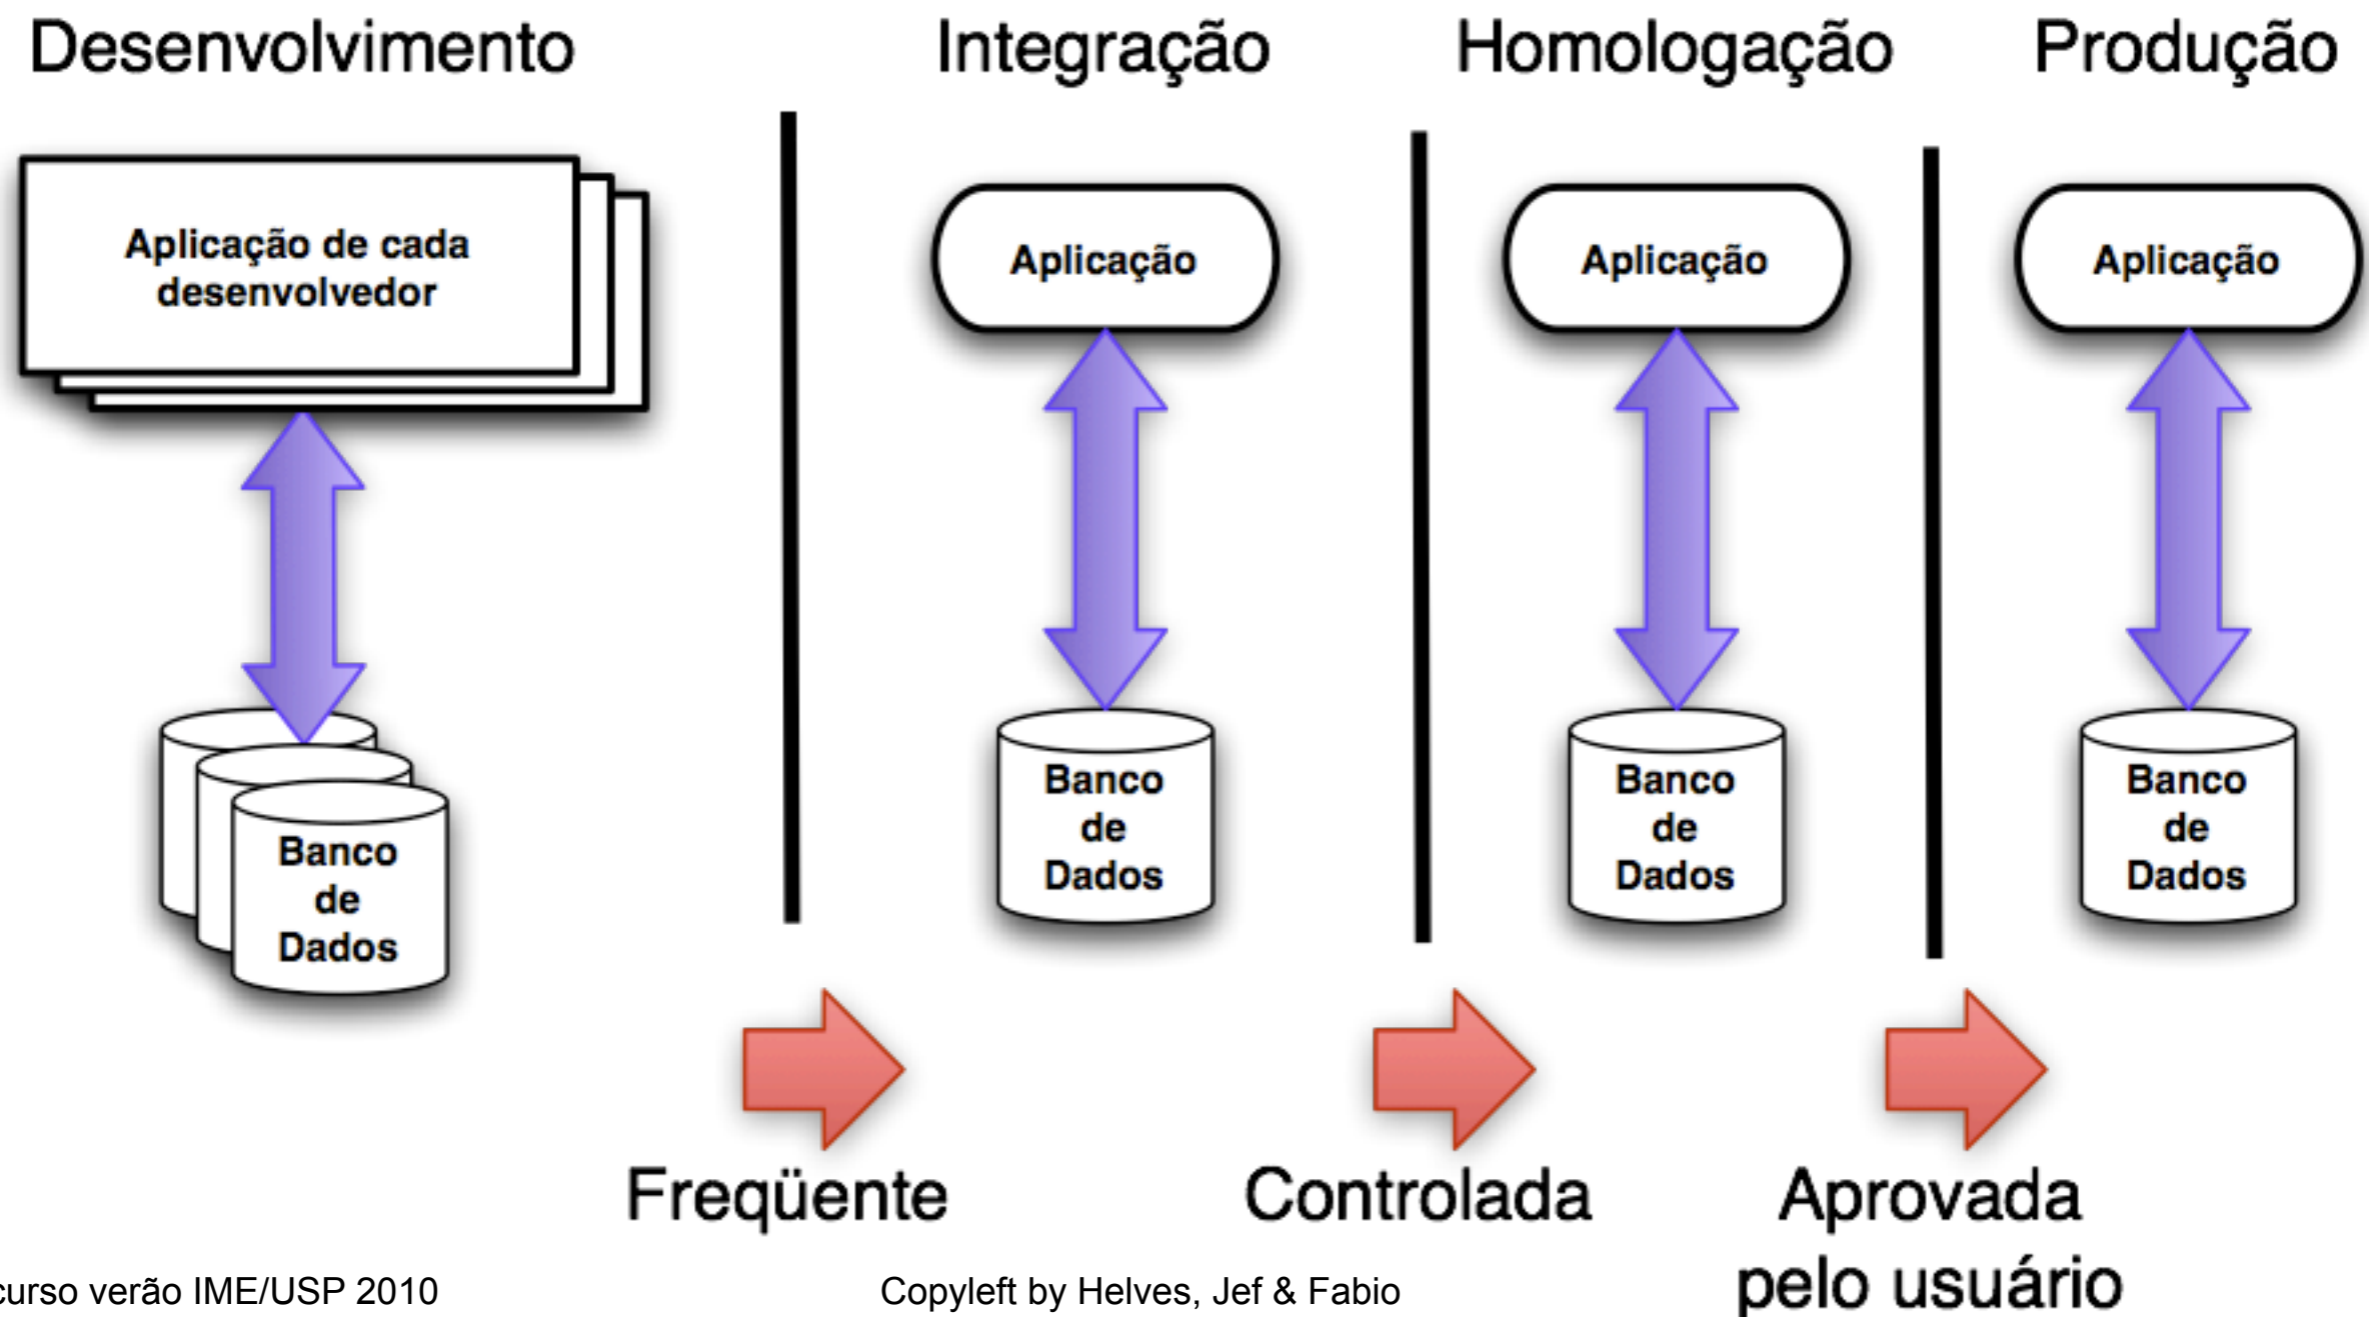 Desenvolvimento
Integração
Homologação
Produção
Aplicação de cada
desenvolvedor
Aplicação
Aplicação
Aplicação
Banco
de
Dados
Banco
de
Dados
Banco
de
Dados
Banco
de
Dados
Freqüente
Controlada
Aprovada
pelo usuário
curso verão IME/USP 2010
Copyleft by Helves, Jef & Fabio